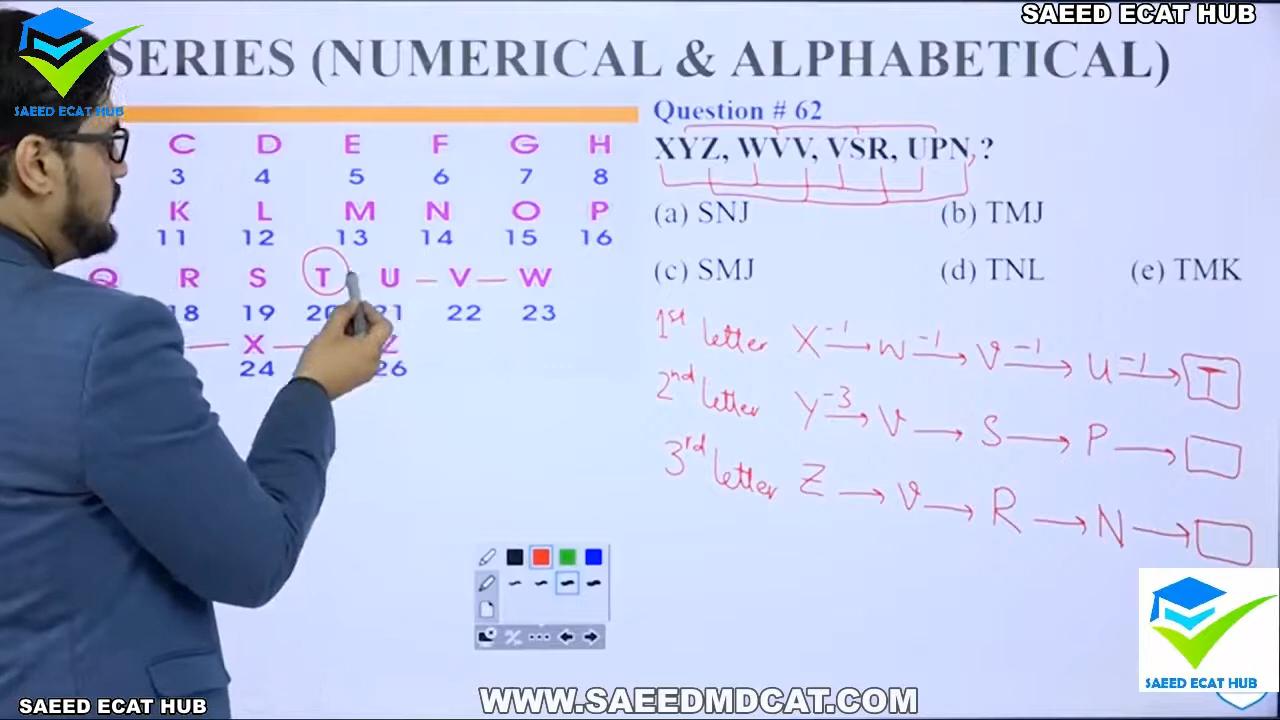 SAEED ECAT HUB
SAEED ECAT HUB
SERIES (NUMERICAL & ALPHABETICAL)
C D E F G H
3 4 5 6 7 8
K L M N O P
11 12 13 14 15 16
Q R S T U — V — W
18 19 20 21 22 23
— X — Z
24 26
Question # 62
XYZ, WVV, VSR, UPN, ?
(a) SNJ (b) TMJ
(c) SMJ (d) TNL (e) TMK
1st letter X -1→ W -1→ V -1→ U -1→ T
2nd letter Y -3→ V → S → P →
3rd letter Z → V → R → N →
SAEED ECAT HUB
SAEED ECAT HUB
WWW.SAEEDMDCAT.COM